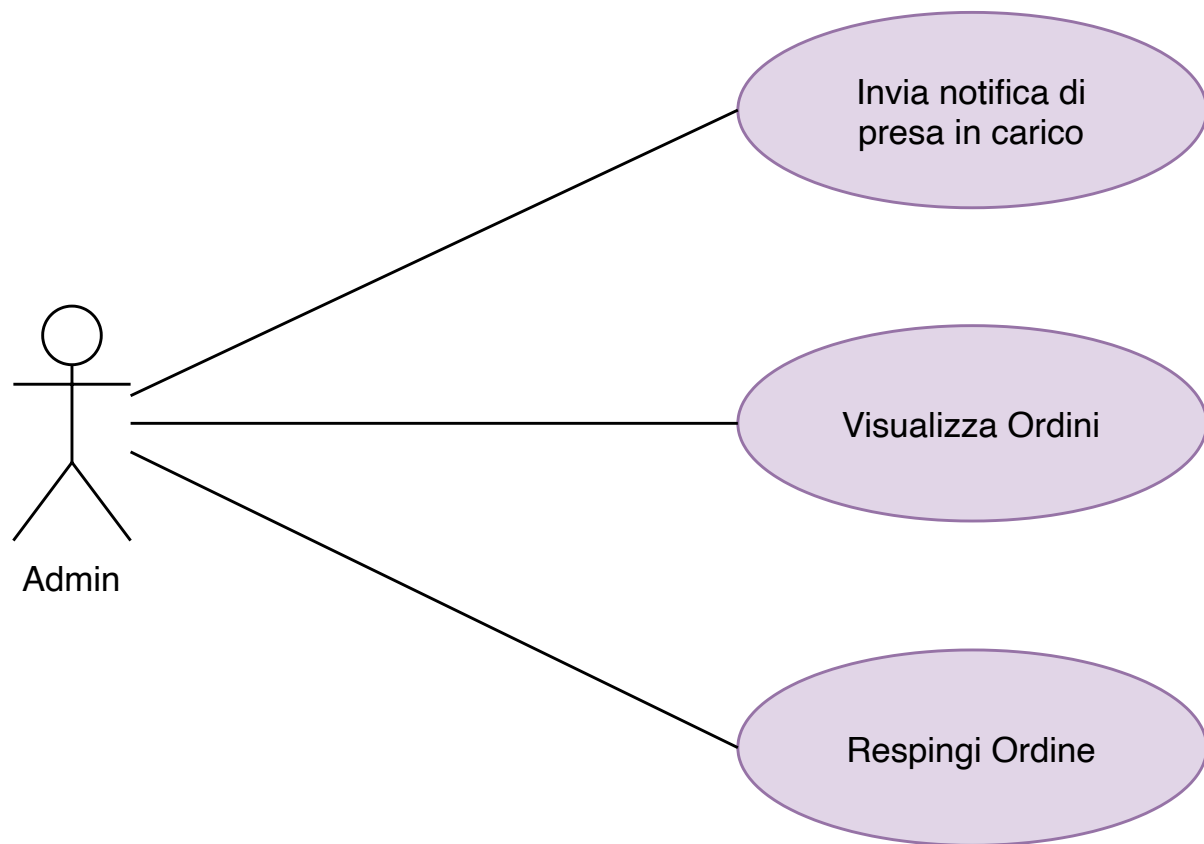 Invia notifica di
presa in carico
Visualizza Ordini
Admin
Respingi Ordine